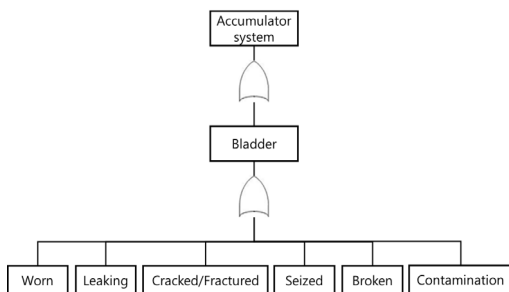 Accumulator
system
Bladder
Worn
Leaking
Cracked/Fractured
Seized
Broken
Contamination